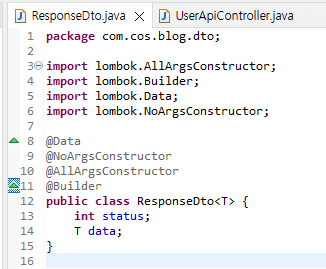 ResponseDto.java
UserApiController.java
1 package com.cos.blog.dto;
2
3 import lombok.AllArgsConstructor;
4 import lombok.Builder;
5 import lombok.Data;
6 import lombok.NoArgsConstructor;
7
8 @Data
9 @NoArgsConstructor
10 @AllArgsConstructor
11 @Builder
12 public class ResponseDto<T> {
13 int status;
14 T data;
15 }
16